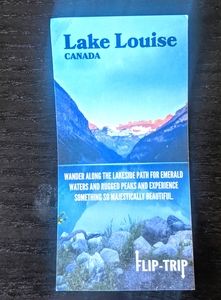 Lake Louise
CANADA
WANDER ALONG THE LAKESIDE PATH FOR EMERALD
WATERS AND RUGGED PEAKS AND EXPERIENCE
SOMETHING SO MAJESTICALLY BEAUTIFUL.
FLIP-TRIP